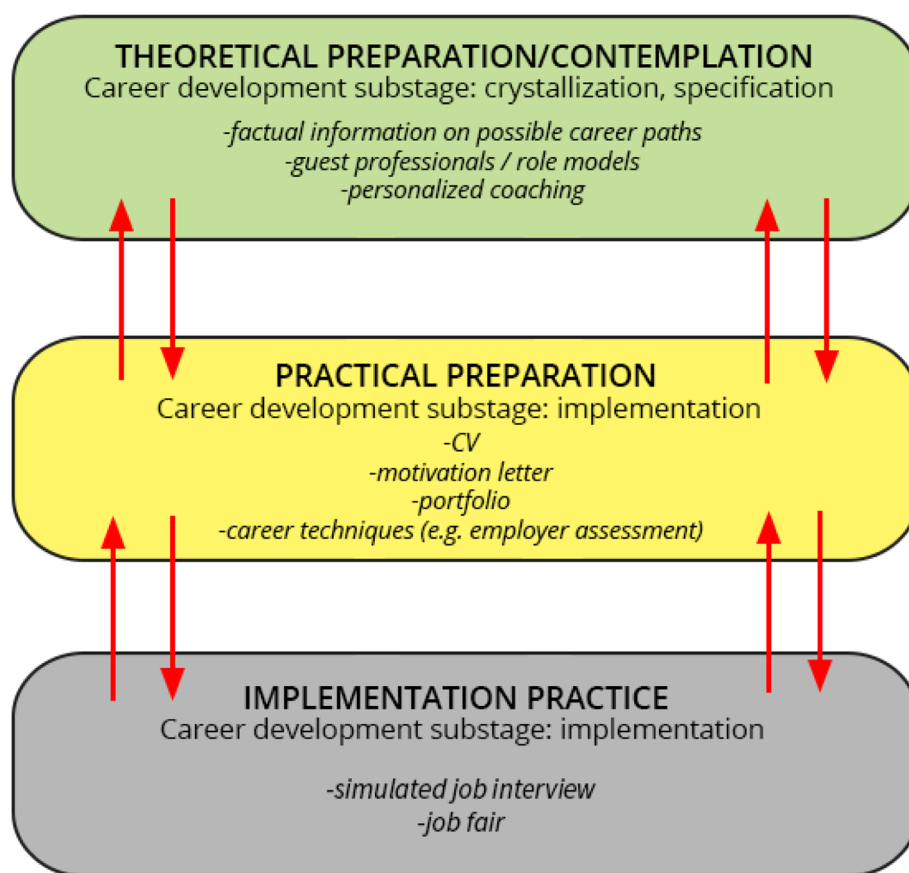 THEORETICAL PREPARATION/CONTEMPLATION
Career development substage: crystallization, specification
-factual information on possible career paths
-guest professionals / role models
-personalized coaching
PRACTICAL PREPARATION
Career development substage: implementation
-CV
-motivation letter
-portfolio
-career techniques (e.g. employer assessment)
IMPLEMENTATION PRACTICE
Career development substage: implementation
-simulated job interview
-job fair